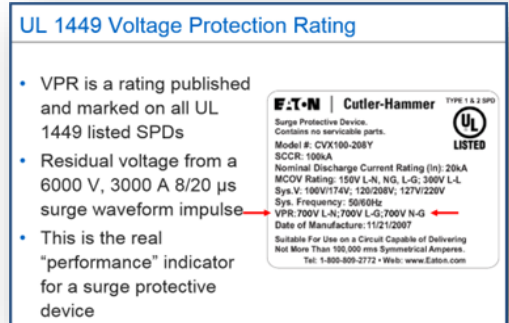 UL 1449 Voltage Protection Rating
• VPR is a rating published
and marked on all UL
1449 listed SPDs
• Residual voltage from a
6000 V, 3000 A 8/20 µs
surge waveform impulse
• This is the real
“performance” indicator
for a surge protective
device
E·T·N | Cutler-Hammer
TYPE 1 & 2 SPD
UL
LISTED
Surge Protective Device.
Contains no servicable parts.
Model #: CVX100-208Y
SCCR: 100kA
Nominal Discharge Current Rating (In): 20kA
MCOV Rating: 150V L-N, NG, L-G; 300V L-L
Sys.V: 100V/174V; 120/208V; 127V/220V
Sys. Frequency: 50/60Hz
VPR:700V L-N;700V L-G;700V N-G
Date of Manufacture: 11/21/2007
Suitable For Use on a Circuit Capable of Delivering
Not More Than 100,000 rms Symmetrical Amperes.
Tel: 1-800-809-2772 • Web: www.Eaton.com